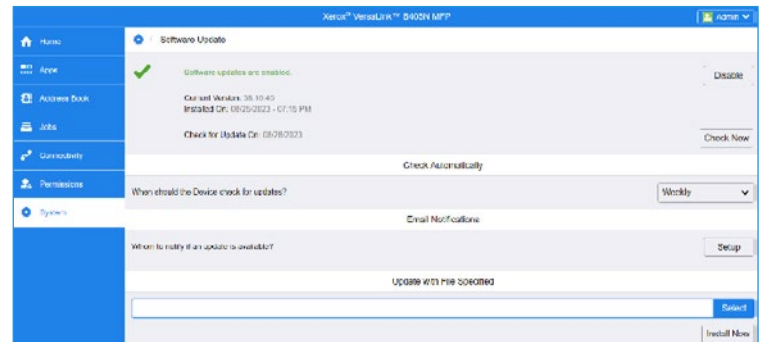 Xerox® VersaLink™ B405N MFP
Admin
Home
Software Update
Apps
Software updates are enabled.
Disable
Address Book
Current Version:
Installed On: 08/25/2023 - 07:15 PM
Jobs
Check for Update On: 08/28/2023
Check Now
Connectivity
Check Automatically
Permissions
When should the Device check for updates?
Weekly
System
Email Notifications
Whom to notify if an update is available?
Setup
Update with File Specified
Select
Install Now